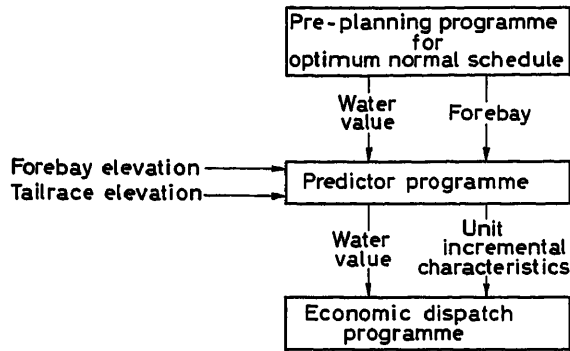 Pre-planning programme
for
optimum normal schedule
Water
value
Forebay
Forebay elevation
Tailrace elevation
Predictor programme
Water
value
Unit
incremental
characteristics
Economic dispatch
programme